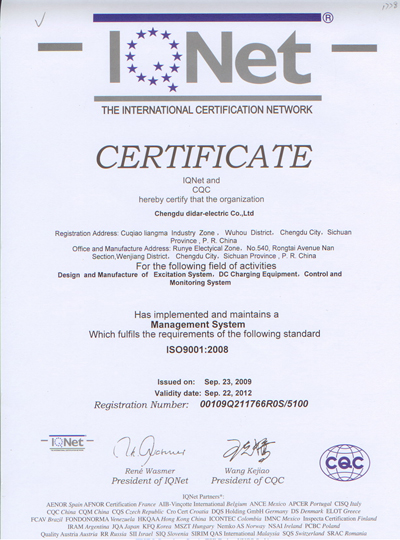 1773
IQNet ®
THE INTERNATIONAL CERTIFICATION NETWORK
CERTIFICATE
IQNet and
CQC
hereby certify that the organization
Chengdu didar-electric Co.,Ltd
Registration Address: Cuqiao liangma Industry Zone , Wuhou District, Chengdu City, Sichuan
Province , P. R. China
Office and Manufacture Address: Runye Electyical Zone, No.540, Rongtai Avenue Nan
Section,Wenjiang District, Chengdu City, Sichuan Province , P. R. China
For the following field of activities
Design and Manufacture of Excitation System、DC Charging Equipment、Control and
Monitoring System
Has implemented and maintains a
Management System
Which fulfils the requirements of the following standard
ISO9001:2008
Issued on: Sep. 23, 2009
Validity date: Sep. 22, 2012
Registration Number: 00109Q211766R0S/5100
IQNet
CQC
René Wasmer
President of IQNet
Wang Kejiao
President of CQC
IQNet Partners*:
AENOR Spain AFNOR Certification France AIB-Vinçotte International Belgium ANCE Mexico APCER Portugal CISQ Italy
CQC China CQM China CQS Czech Republic Cro Cert Croatia DQS Holding GmbH Germany DS Denmark ELOT Greece
FCAV Brazil FONDONORMA Venezuela HKQAA Hong Kong China ICONTEC Colombia IMNC Mexico Inspecta Certification Finland
IRAM Argentina JQA Japan KFQ Korea MSZT Hungary Nemko AS Norway NSAI Ireland PCBC Poland
Quality Austria Austria RR Russia SII Israel SIQ Slovenia SIRIM QAS International Malaysia SQS Switzerland SRAC Romania